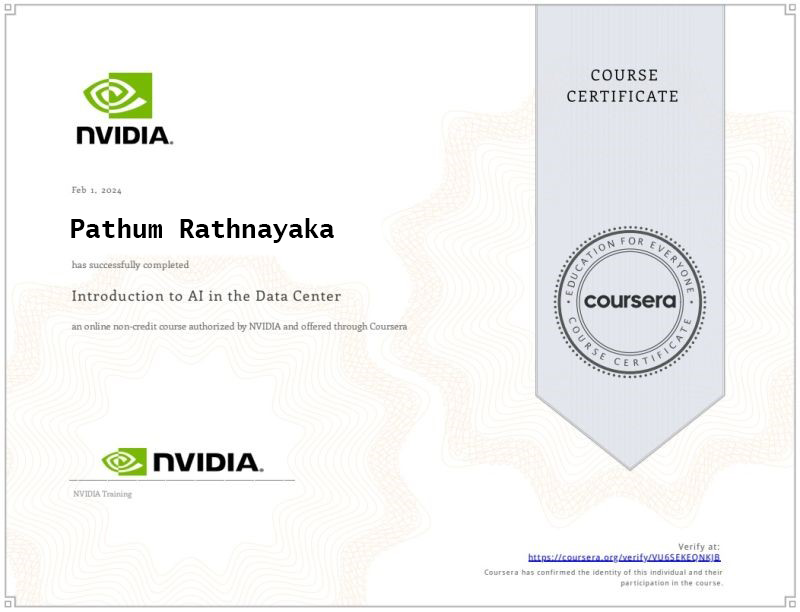 COURSE
CERTIFICATE
NVIDIA.
Feb 1, 2024
Pathum Rathnayaka
has successfully completed
Introduction to AI in the Data Center
an online non-credit course authorized by NVIDIA and offered through Coursera
EDUCATION FOR EVERYONE
coursera
COURSE CERTIFICATE
NVIDIA.
NVIDIA Training
Verify at:
https://coursera.org/verify/VU6SEKEQNKJB
Coursera has confirmed the identity of this individual and their
participation in the course.